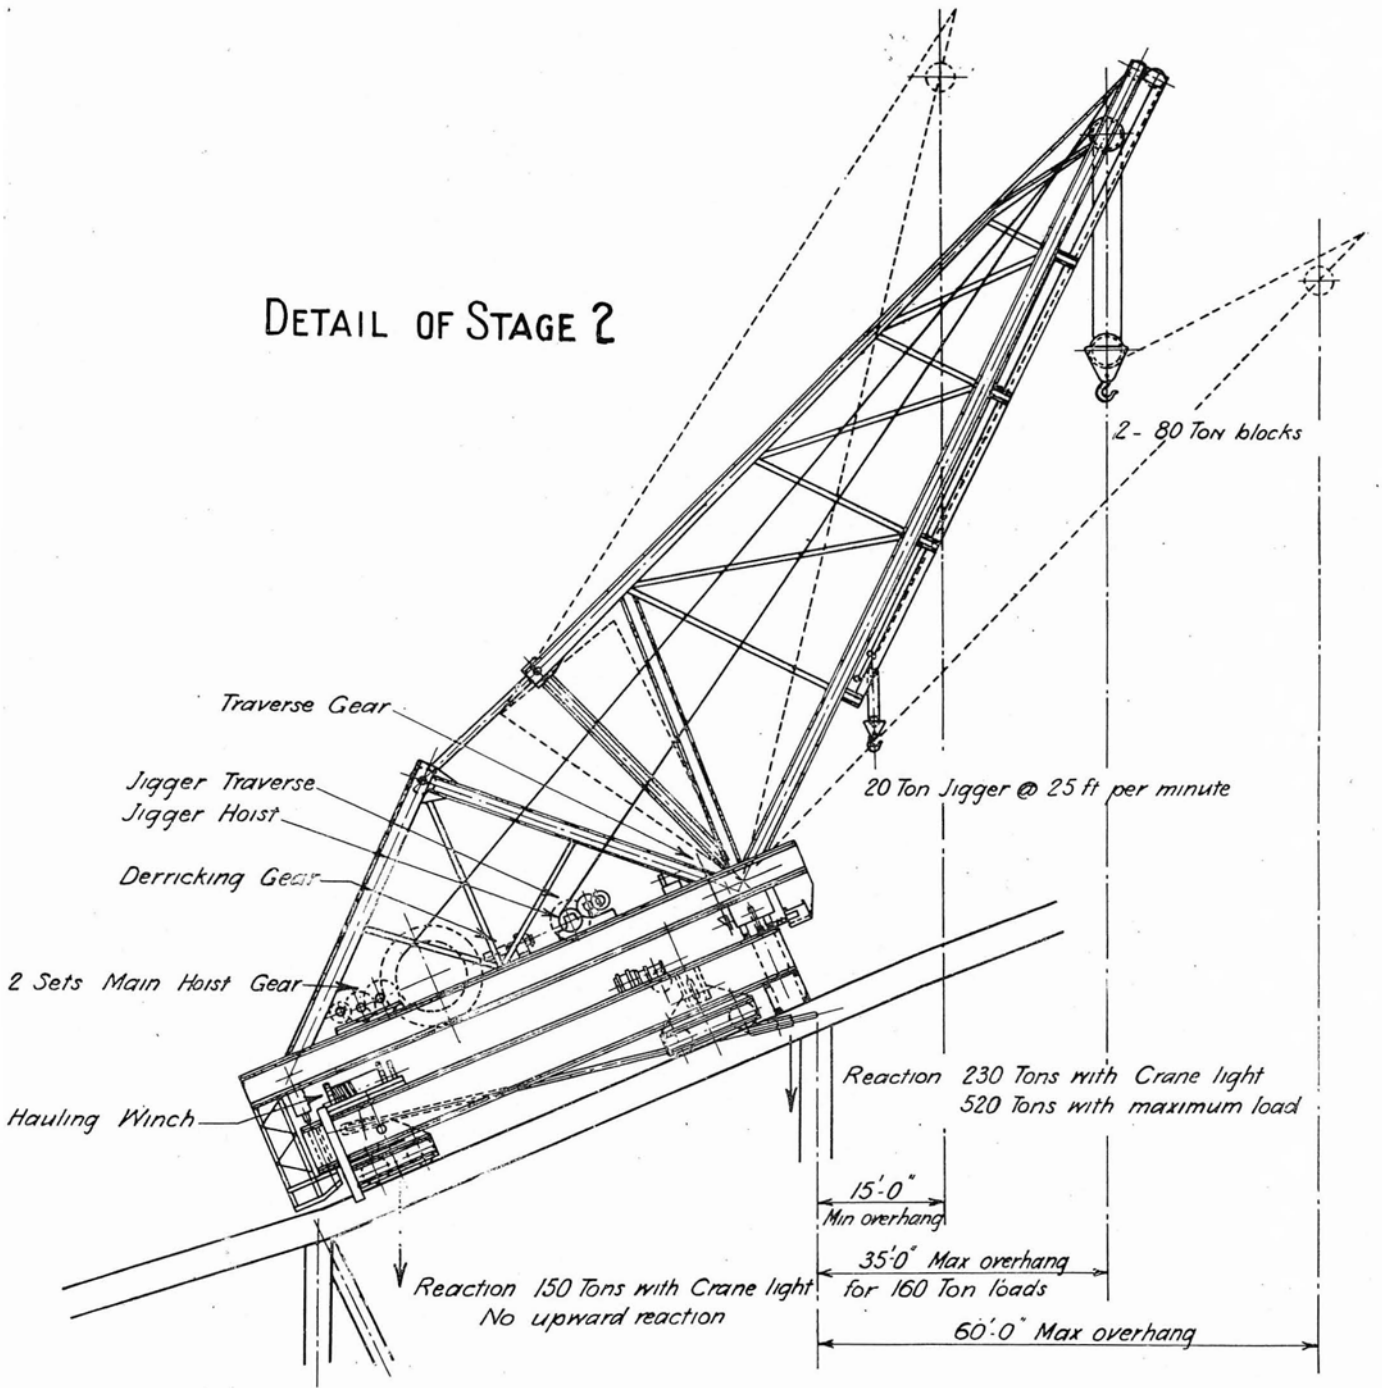 DETAIL OF STAGE 2
2 - 80 Ton blocks
Traverse Gear
Jigger Traverse
20 Ton Jigger @ 25 ft per minute
Jigger Hoist
Derricking Gear
2 Sets Main Hoist Gear
Reaction 230 Tons with Crane light
520 Tons with maximum load
Hauling Winch
15'-0"
Min overhang
35'-0" Max overhang
for 160 Ton loads
Reaction 150 Tons with Crane light
No upward reaction
60'-0" Max overhang